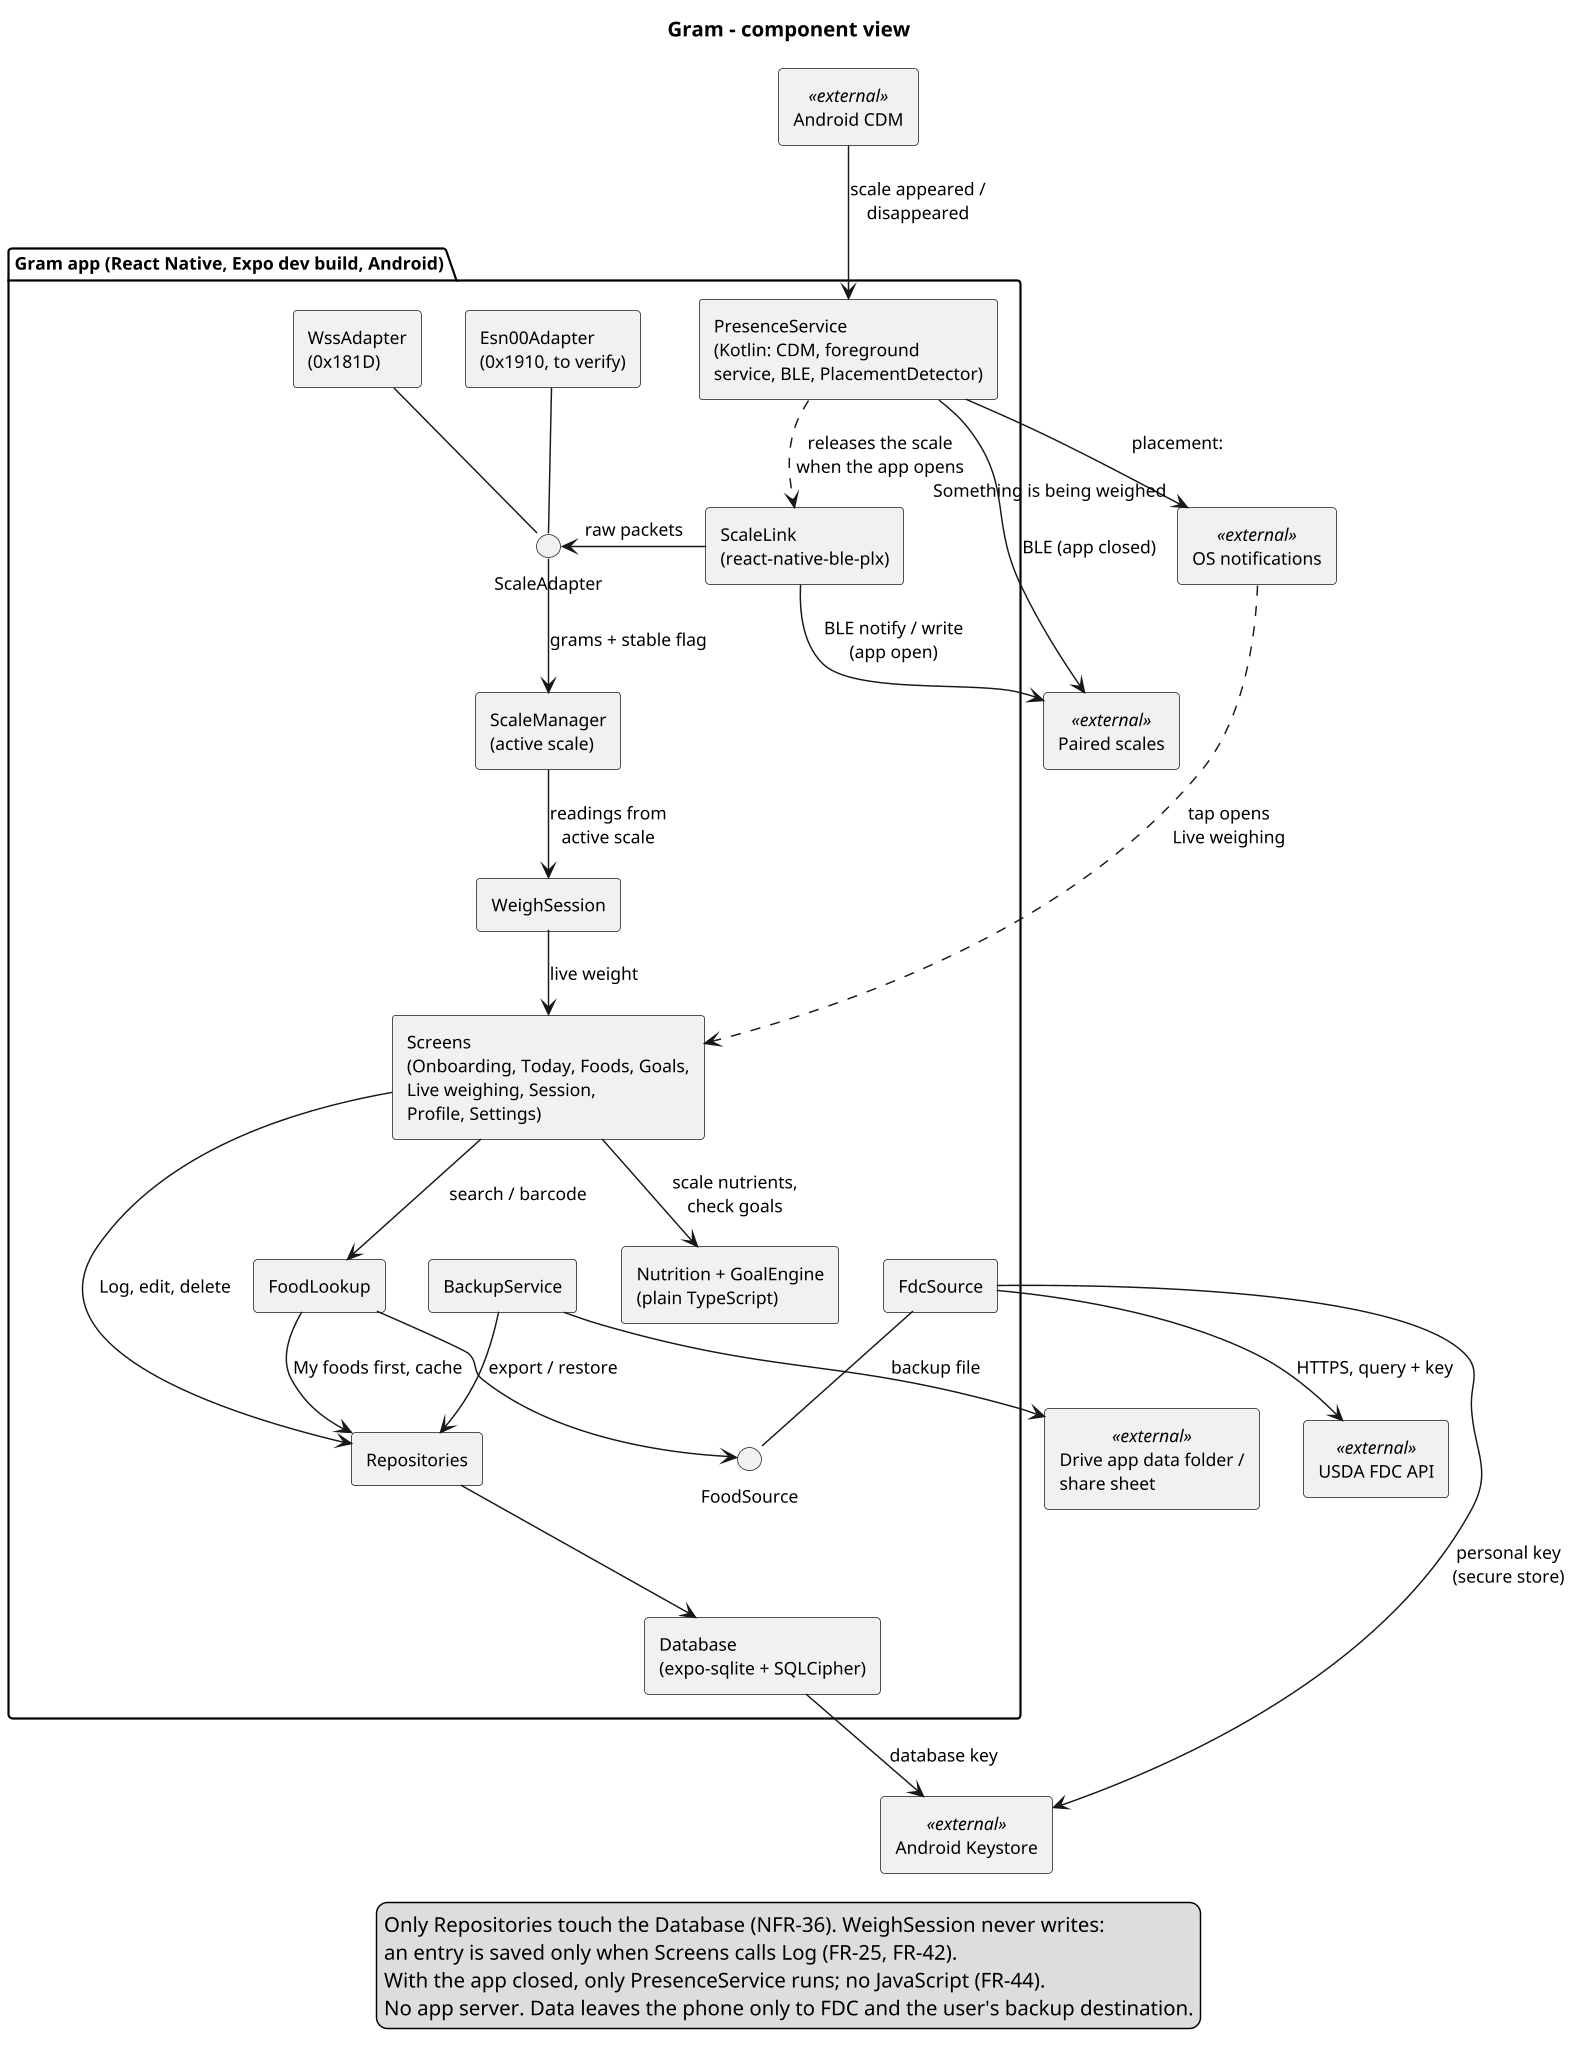 Gram - component view
«external»
Android CDM
scale appeared /
disappeared
Gram app (React Native, Expo dev build, Android)
WssAdapter
(0x181D)
Esn00Adapter
(0x1910, to verify)
PresenceService
(Kotlin: CDM, foreground
service, BLE, PlacementDetector)
releases the scale
when the app opens
placement:
Something is being weighed
raw packets
ScaleAdapter
ScaleLink
(react-native-ble-plx)
BLE (app closed)
«external»
OS notifications
grams + stable flag
BLE notify / write
(app open)
ScaleManager
(active scale)
«external»
Paired scales
readings from
active scale
tap opens
Live weighing
WeighSession
live weight
Screens
(Onboarding, Today, Foods, Goals,
Live weighing, Session,
Profile, Settings)
search / barcode
scale nutrients,
check goals
Log, edit, delete
FoodLookup
BackupService
Nutrition + GoalEngine
(plain TypeScript)
FdcSource
My foods first, cache
export / restore
backup file
HTTPS, query + key
Repositories
FoodSource
«external»
Drive app data folder /
share sheet
«external»
USDA FDC API
personal key
(secure store)
Database
(expo-sqlite + SQLCipher)
database key
«external»
Android Keystore
Only Repositories touch the Database (NFR-36). WeighSession never writes:
an entry is saved only when Screens calls Log (FR-25, FR-42).
With the app closed, only PresenceService runs; no JavaScript (FR-44).
No app server. Data leaves the phone only to FDC and the user's backup destination.